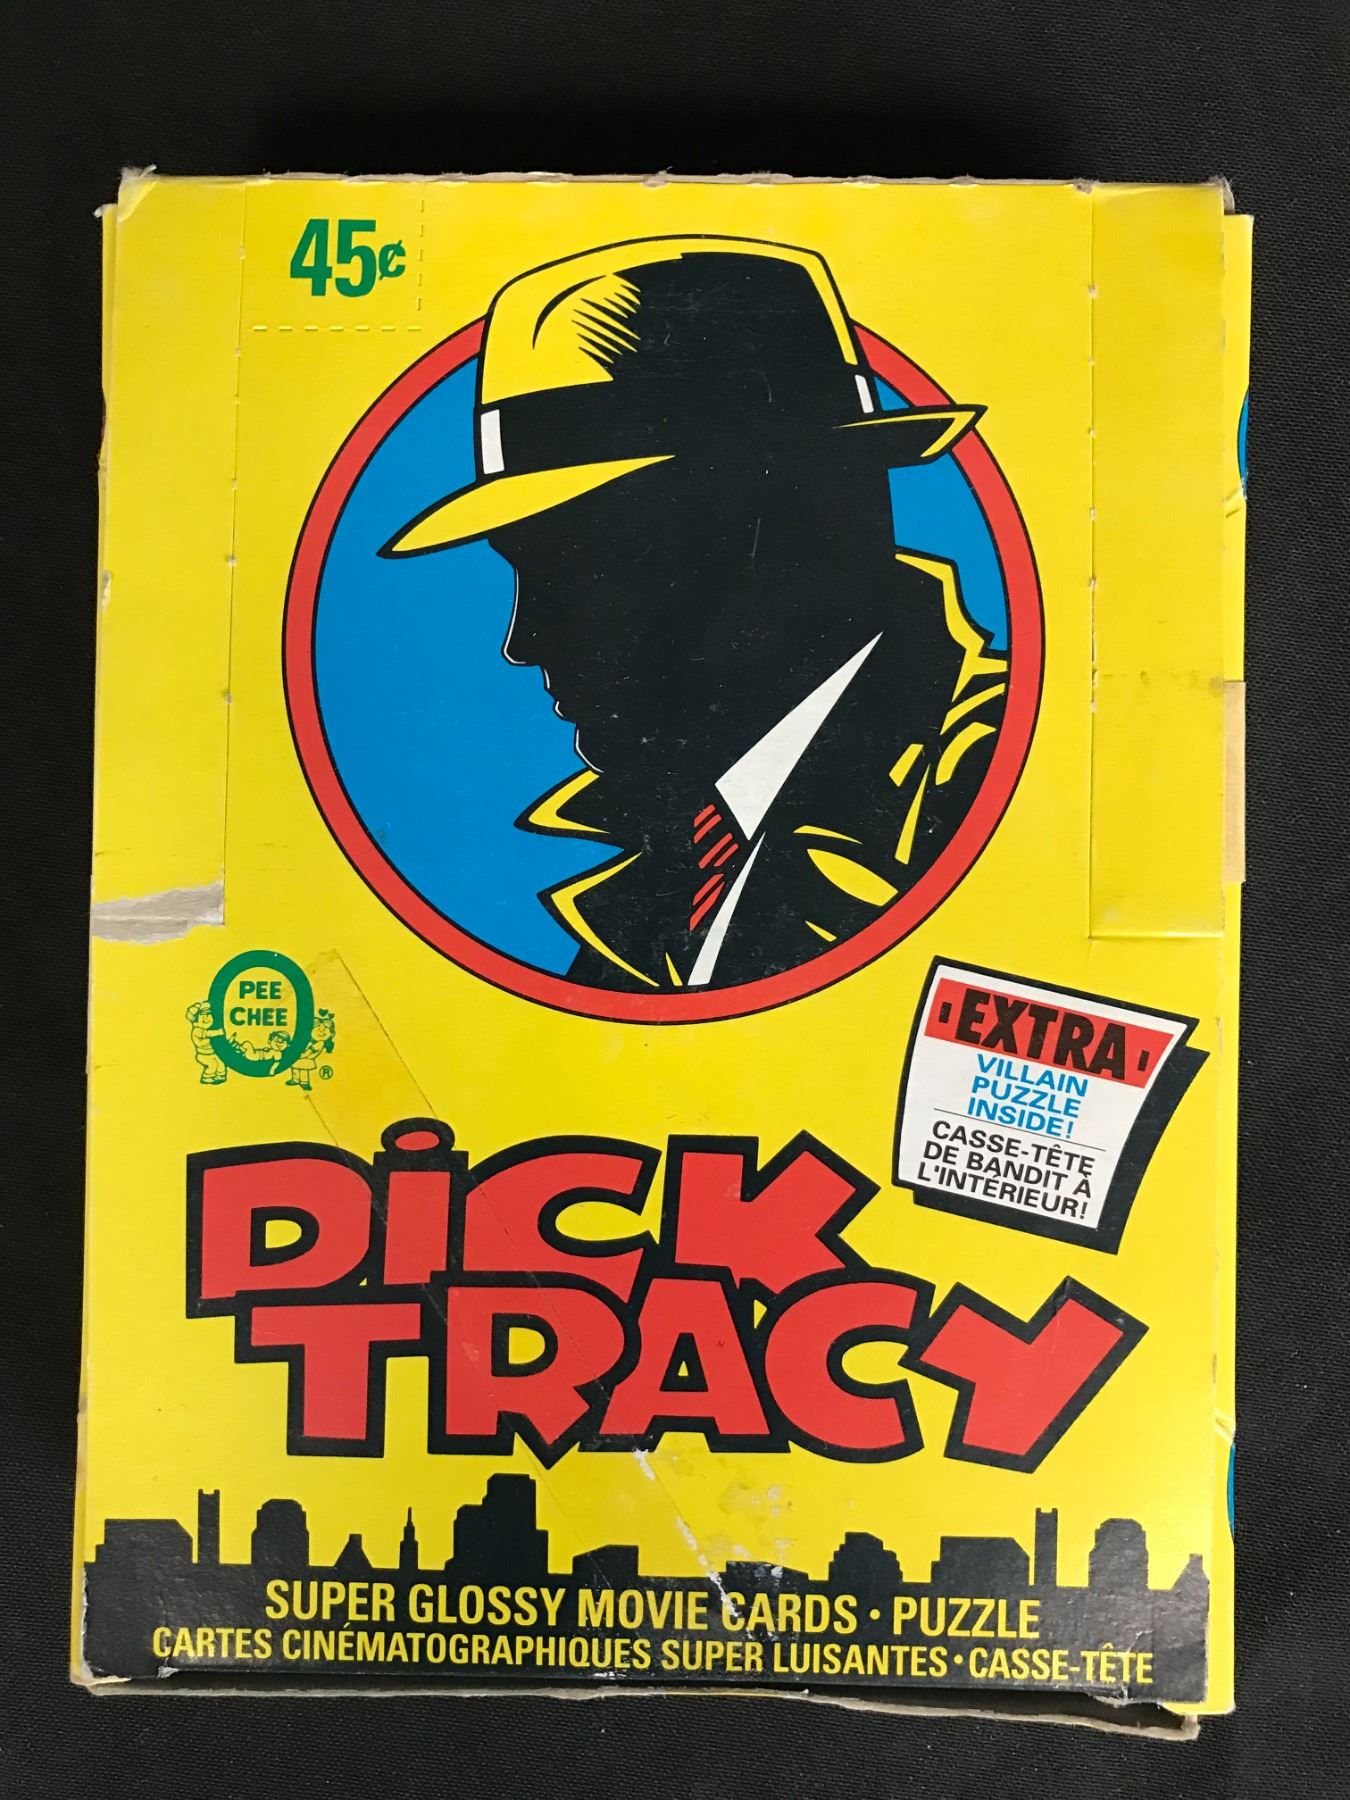 45¢
PEE
CHEE
®
EXTRA
VILLAIN
PUZZLE
INSIDE!
CASSE-TÊTE
DE BANDIT À
L'INTÉRIEUR!
DICK
TRACY
SUPER GLOSSY MOVIE CARDS • PUZZLE
CARTES CINÉMATOGRAPHIQUES SUPER LUISANTES • CASSE-TÊTE